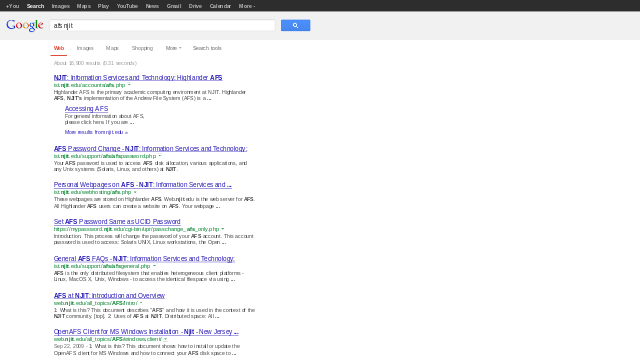 +You Search Images Maps Play YouTube News Gmail Drive Calendar More -
Google afs njit
Web Images Maps Shopping More Search tools
About 16,900 results (0.31 seconds)
NJIT: Information Services and Technology: Highlander AFS
ist.njit.edu/accounts/afs.php
Highlander AFS is the primary academic computing environment at NJIT. Highlander
AFS, NJIT's implementation of the Andrew File System (AFS) is a ...
Accessing AFS
For general information about AFS,
please click here. If you are ...
More results from njit.edu »
AFS Password Change - NJIT: Information Services and Technology:
ist.njit.edu/support/afs/afspassword.php
Your AFS password is used to access AFS disk allocation, various applications, and
any Unix systems (Solaris, Linux, and others) at NJIT.
Personal Webpages on AFS - NJIT: Information Services and ...
ist.njit.edu/webhosting/afs.php
These webpages are stored on Highlander AFS. Web.njit.edu is the web server for AFS.
All Highlander AFS users can create a website on AFS. Your webpage ...
Set AFS Password Same as UCID Password
https://mypassword.njit.edu/cgi-bin/upr/passchange_afs_only.php
Introduction. This process will change the password of your AFS account. This account
password is used to access: Solaris UNIX, Linux workstations, the Open ...
General AFS FAQs - NJIT: Information Services and Technology:
ist.njit.edu/support/afs/afsgeneral.php
AFS is the only distributed filesystem that enables heterogeneous client platforms -
Linux, MacOS X, Unix, Windows - to access the identical filespace via using ...
AFS at NJIT: Introduction and Overview
web.njit.edu/all_topics/AFS/intro/
1: What is this? This document describes "AFS" and how it is used in the context of the
NJIT community, [top]. 2: Uses of AFS at NJIT. Distributed space: All ...
OpenAFS Client for MS Windows Installation - Njit - New Jersey ...
web.njit.edu/all_topics/AFS/windows.client/
Sep 22, 2009 - 1: What is this? This document shows how to install or update the
OpenAFS client for MS Windows and how to connect your AFS disk space to ...